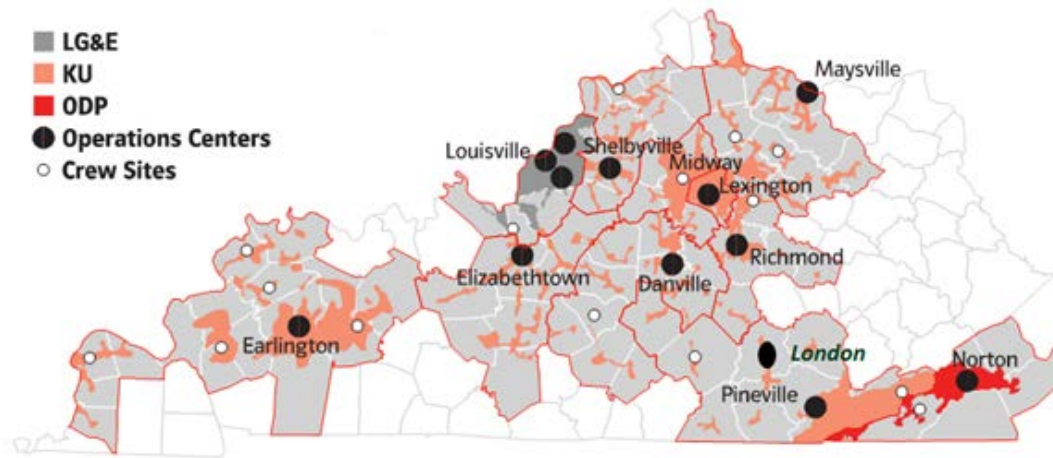 LG&E
KU
ODP
Operations Centers
Crew Sites
Maysville
Louisville
Shelbyville
Midway
Lexington
Richmond
Elizabethtown
Danville
Earlington
London
Norton
Pineville